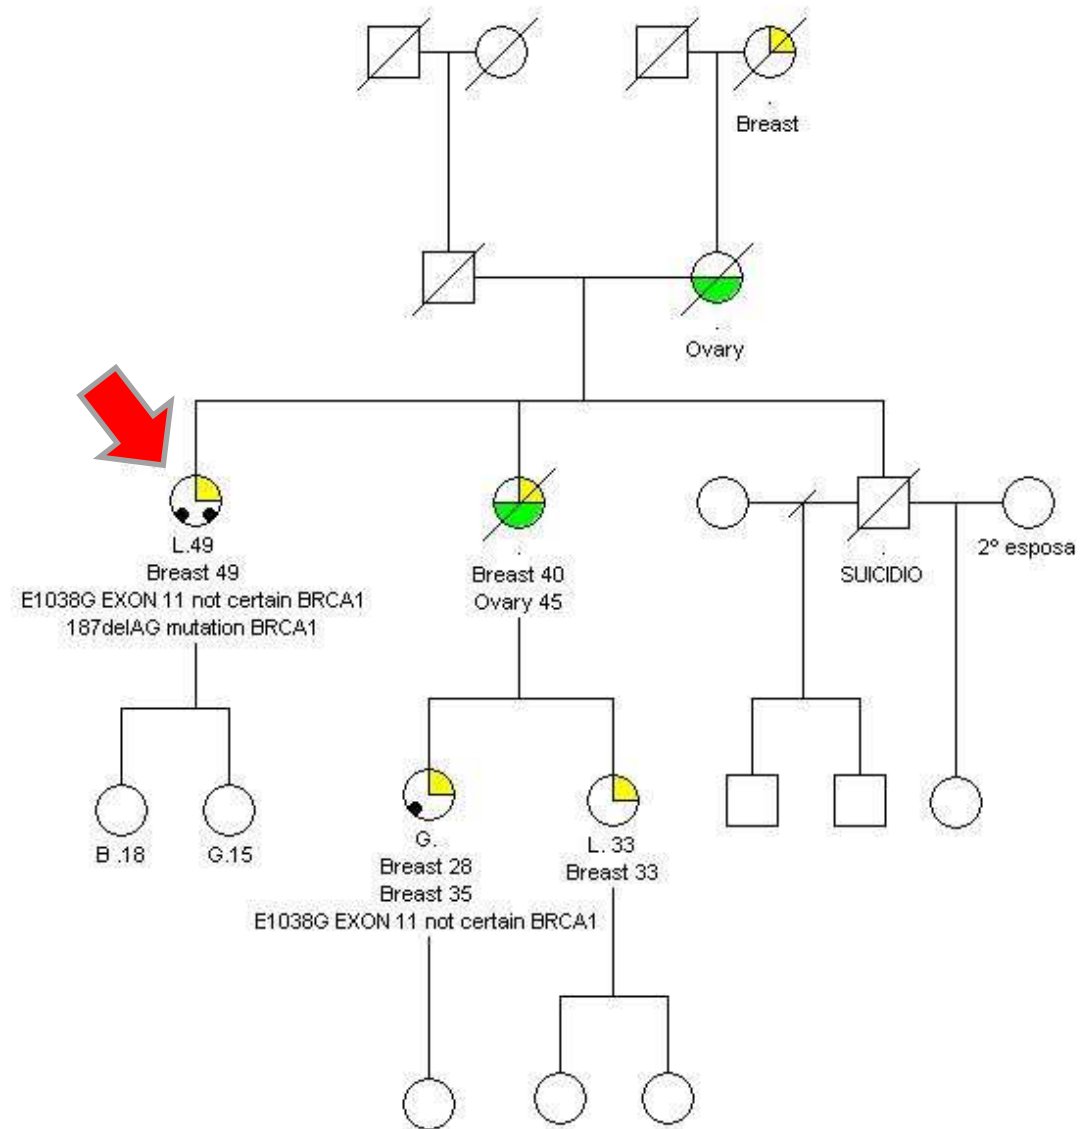 Breast
Ovary
L.49
Breast 49
E1038G EXON 11 not certain BRCA1
187delAG mutation BRCA1
Breast 40
Ovary 45
SUICIDIO
2º esposa
B .18
G.15
G.
Breast 28
Breast 35
E1038G EXON 11 not certain BRCA1
L. 33
Breast 33